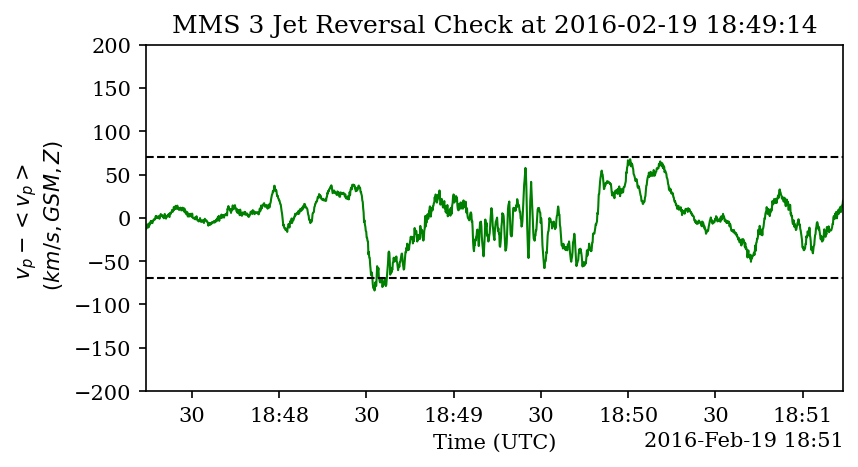 MMS 3 Jet Reversal Check at 2016-02-19 18:49:14
200
150
100
50
0
−50
−100
−150
−200
v_p − < v_p >
(km/s, GSM, Z)
30 18:48 30 18:49 30 18:50 30 18:51
Time (UTC)
2016-Feb-19 18:51